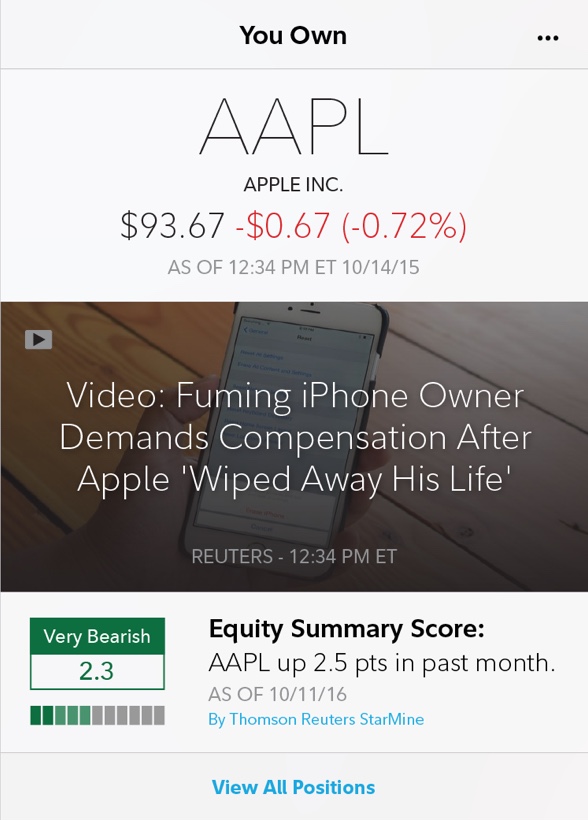 You Own
AAPL
APPLE INC.
$93.67 -$0.67 (-0.72%)
AS OF 12:34 PM ET 10/14/15
Video: Fuming iPhone Owner
Demands Compensation After
Apple 'Wiped Away His Life'
REUTERS - 12:34 PM ET
Very Bearish
2.3
Equity Summary Score:
AAPL up 2.5 pts in past month.
AS OF 10/11/16
By Thomson Reuters StarMine
View All Positions